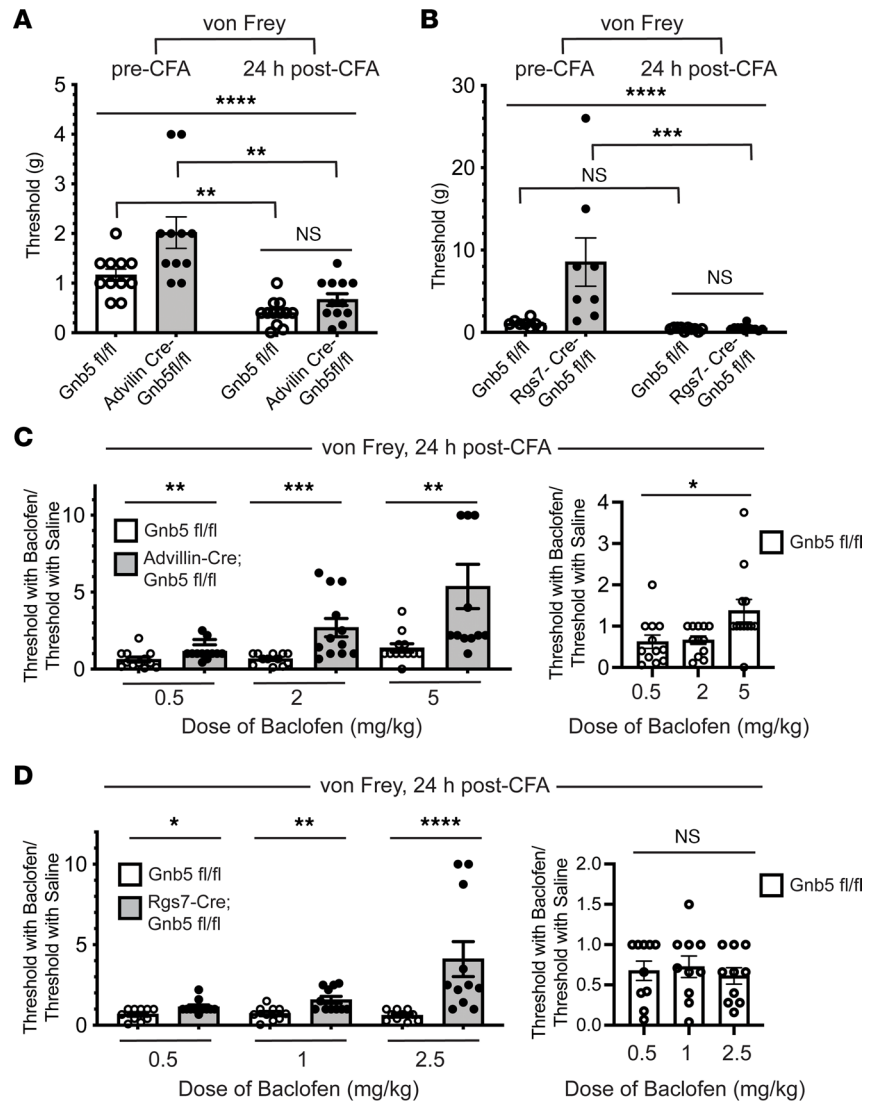 A
von Frey
pre-CFA 24 h post-CFA
5
4
3
2
1
0
Threshold (g)
****
**
**
NS
Gnb5 fl/fl
Advilin Cre-
Gnb5fl/fl
Gnb5 fl/fl
Advilin Cre-
Gnb5fl/fl
B
von Frey
pre-CFA 24 h post-CFA
30
20
10
0
Threshold (g)
****
***
NS
NS
Gnb5 fl/fl
Rgs7- Cre-
Gnb5 fl/fl
Gnb5 fl/fl
Rgs7- Cre-
Gnb5 fl/fl
C
von Frey, 24 h post-CFA
Threshold with Baclofen/
Threshold with Saline
10
5
0
** *** **
Gnb5 fl/fl
Advillin-Cre;
Gnb5 fl/fl
0.5 2 5
Dose of Baclofen (mg/kg)
Threshold with Baclofen/
Threshold with Saline
4
3
2
1
0
*
Gnb5 fl/fl
0.5 2 5
Dose of Baclofen (mg/kg)
D
von Frey, 24 h post-CFA
Threshold with Baclofen/
Threshold with Saline
10
5
0
* ** ****
Gnb5 fl/fl
Rgs7-Cre;
Gnb5 fl/fl
0.5 1 2.5
Dose of Baclofen (mg/kg)
Threshold with Baclofen/
Threshold with Saline
2.0
1.5
1.0
0.5
0.0
NS
Gnb5 fl/fl
0.5 1 2.5
Dose of Baclofen (mg/kg)